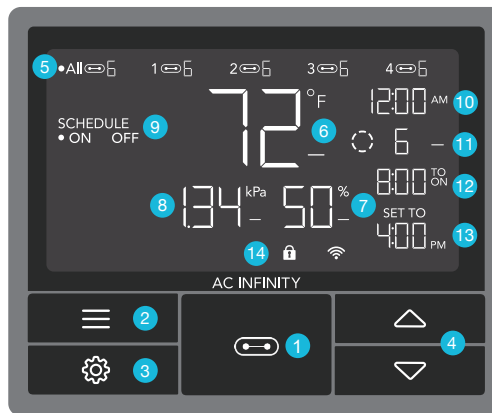 5 •All 6 1 6 2 6 3 6 4 6
72 °F 6
12:00 AM 10
SCHEDULE 9
• ON OFF
6 – 11
8:00 TO ON 12
8 1.34 kPa – 50 % – 7
SET TO
4:00 PM 13
14
AC INFINITY
2
1
4
3